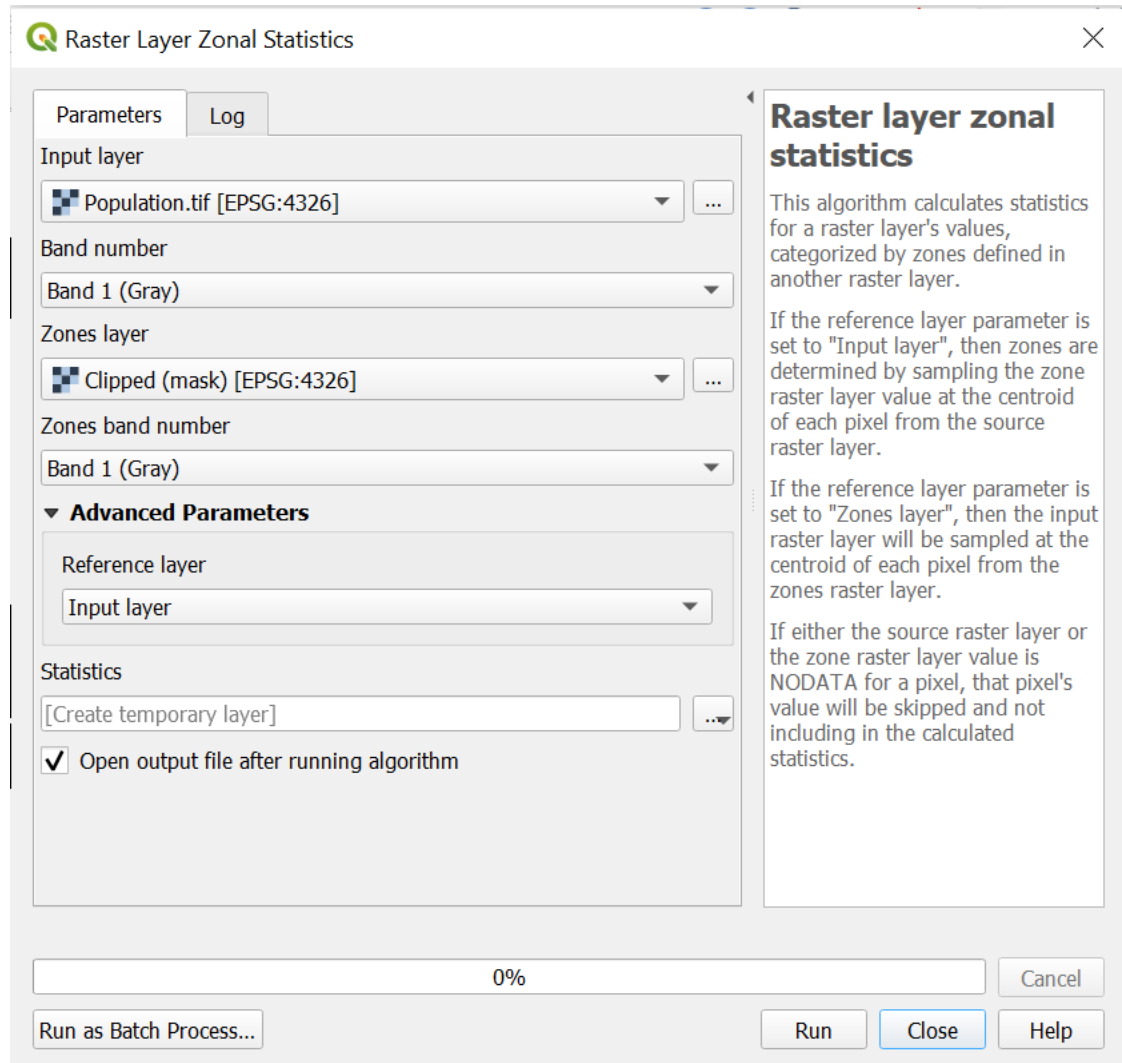 Raster Layer Zonal Statistics
Parameters
Log
Input layer
Population.tif [EPSG:4326]
...
Band number
Band 1 (Gray)
Zones layer
Clipped (mask) [EPSG:4326]
...
Zones band number
Band 1 (Gray)
Advanced Parameters
Reference layer
Input layer
Statistics
[Create temporary layer]
...
Open output file after running algorithm
Raster layer zonal
statistics
This algorithm calculates statistics
for a raster layer's values,
categorized by zones defined in
another raster layer.
If the reference layer parameter is
set to "Input layer", then zones are
determined by sampling the zone
raster layer value at the centroid
of each pixel from the source
raster layer.
If the reference layer parameter is
set to "Zones layer", then the input
raster layer will be sampled at the
centroid of each pixel from the
zones raster layer.
If either the source raster layer or
the zone raster layer value is
NODATA for a pixel, that pixel's
value will be skipped and not
including in the calculated
statistics.
0%
Cancel
Run as Batch Process...
Run
Close
Help